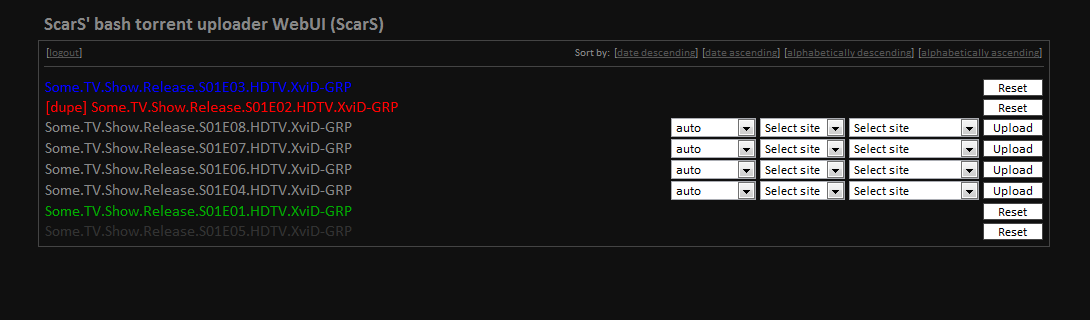 ScarS' bash torrent uploader WebUI (ScarS)
[logout] Sort by: [date descending] [date ascending] [alphabetically descending] [alphabetically ascending]
Some.TV.Show.Release.S01E03.HDTV.XviD-GRP Reset
[dupe] Some.TV.Show.Release.S01E02.HDTV.XviD-GRP Reset
Some.TV.Show.Release.S01E08.HDTV.XviD-GRP auto Select site Select site Upload
Some.TV.Show.Release.S01E07.HDTV.XviD-GRP auto Select site Select site Upload
Some.TV.Show.Release.S01E06.HDTV.XviD-GRP auto Select site Select site Upload
Some.TV.Show.Release.S01E04.HDTV.XviD-GRP auto Select site Select site Upload
Some.TV.Show.Release.S01E01.HDTV.XviD-GRP Reset
Some.TV.Show.Release.S01E05.HDTV.XviD-GRP Reset